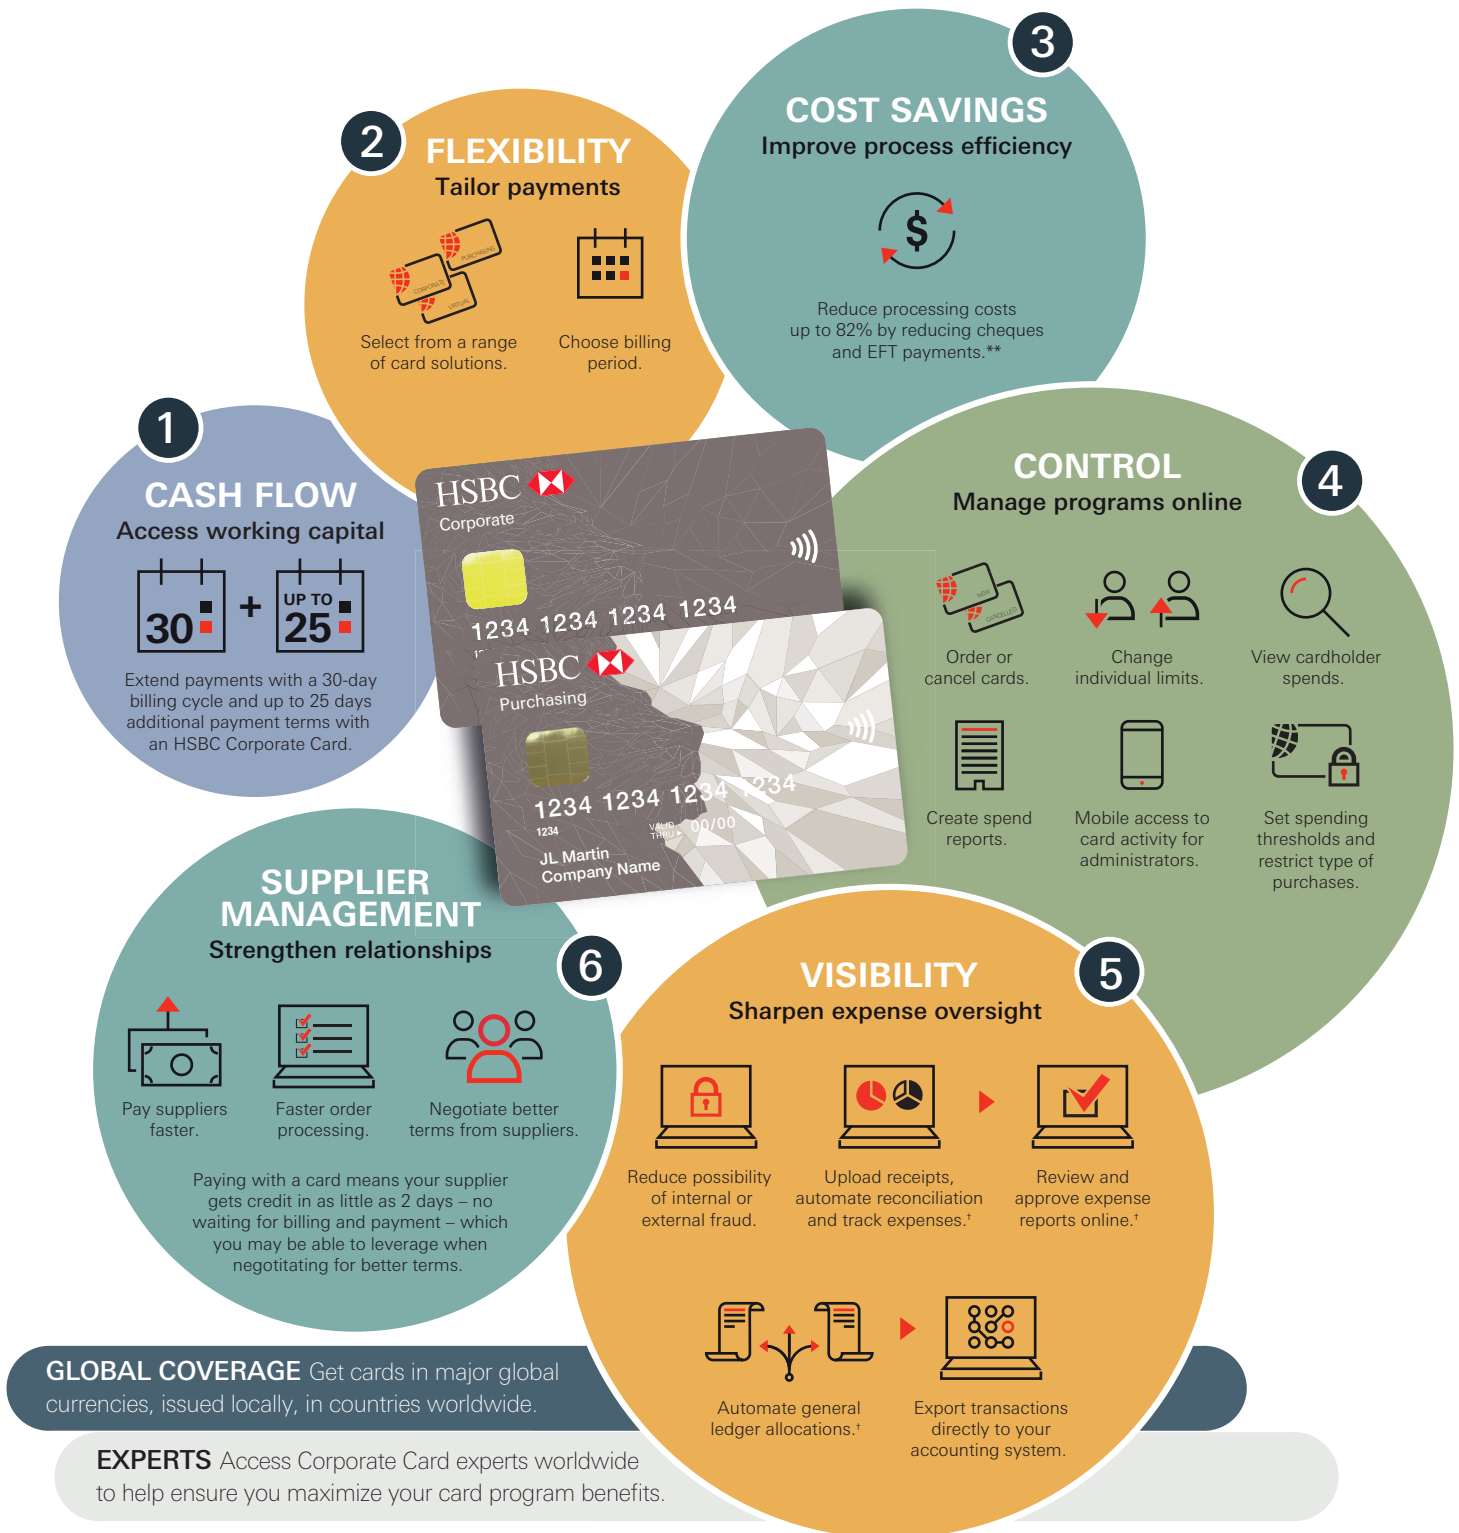 1
CASH FLOW
Access working capital
30
+
UP TO
25
Extend payments with a 30-day
billing cycle and up to 25 days
additional payment terms with
an HSBC Corporate Card.
2
FLEXIBILITY
Tailor payments
PURCHASING
CORPORATE
VIRTUAL
Select from a range
of card solutions.
Choose billing
period.
3
COST SAVINGS
Improve process efficiency
$
Reduce processing costs
up to 82% by reducing cheques
and EFT payments.**
HSBC
Corporate
1234 1234 1234 1234
HSBC
Purchasing
1234 1234 1234 1234
1234
VALID
THRU
00/00
JL Martin
Company Name
4
CONTROL
Manage programs online
NEW
CANCELLED
Order or
cancel cards.
Change
individual limits.
View cardholder
spends.
Create spend
reports.
Mobile access to
card activity for
administrators.
Set spending
thresholds and
restrict type of
purchases.
5
VISIBILITY
Sharpen expense oversight
Reduce possibility
of internal or
external fraud.
Upload receipts,
automate reconciliation
and track expenses.†
Review and
approve expense
reports online.†
Automate general
ledger allocations.†
Export transactions
directly to your
accounting system.
6
SUPPLIER
MANAGEMENT
Strengthen relationships
Pay suppliers
faster.
Faster order
processing.
Negotiate better
terms from suppliers.
Paying with a card means your supplier
gets credit in as little as 2 days – no
waiting for billing and payment – which
you may be able to leverage when
negotitating for better terms.
GLOBAL COVERAGE Get cards in major global
currencies, issued locally, in countries worldwide.
EXPERTS Access Corporate Card experts worldwide
to help ensure you maximize your card program benefits.